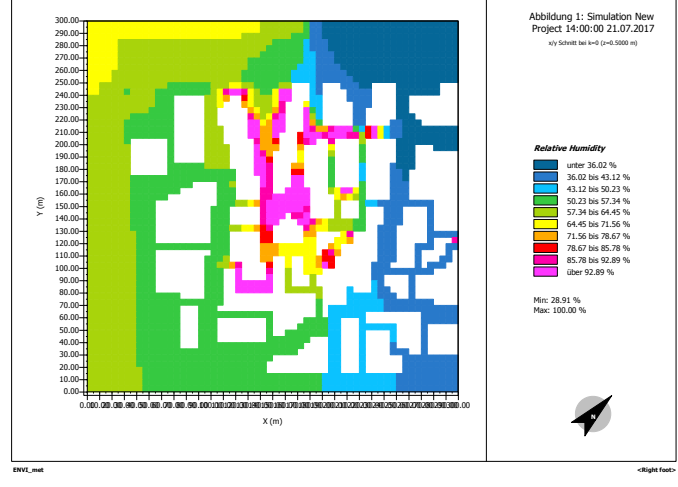 Abbildung 1: Simulation New
Project 14:00:00 21.07.2017
x/y Schnitt bei k=0 (z=0.5000 m)
300.00
290.00
280.00
270.00
260.00
250.00
240.00
230.00
220.00
210.00
200.00
190.00
180.00
170.00
160.00
150.00
140.00
130.00
120.00
110.00
100.00
90.00
80.00
70.00
60.00
50.00
40.00
30.00
20.00
10.00
0.00
Y (m)
X (m)
Relative Humidity
unter 36.02 %
36.02 bis 43.12 %
43.12 bis 50.23 %
50.23 bis 57.34 %
57.34 bis 64.45 %
64.45 bis 71.56 %
71.56 bis 78.67 %
78.67 bis 85.78 %
85.78 bis 92.89 %
über 92.89 %
Min: 28.91 %
Max: 100.00 %
N
ENVI_met
<Right foot>